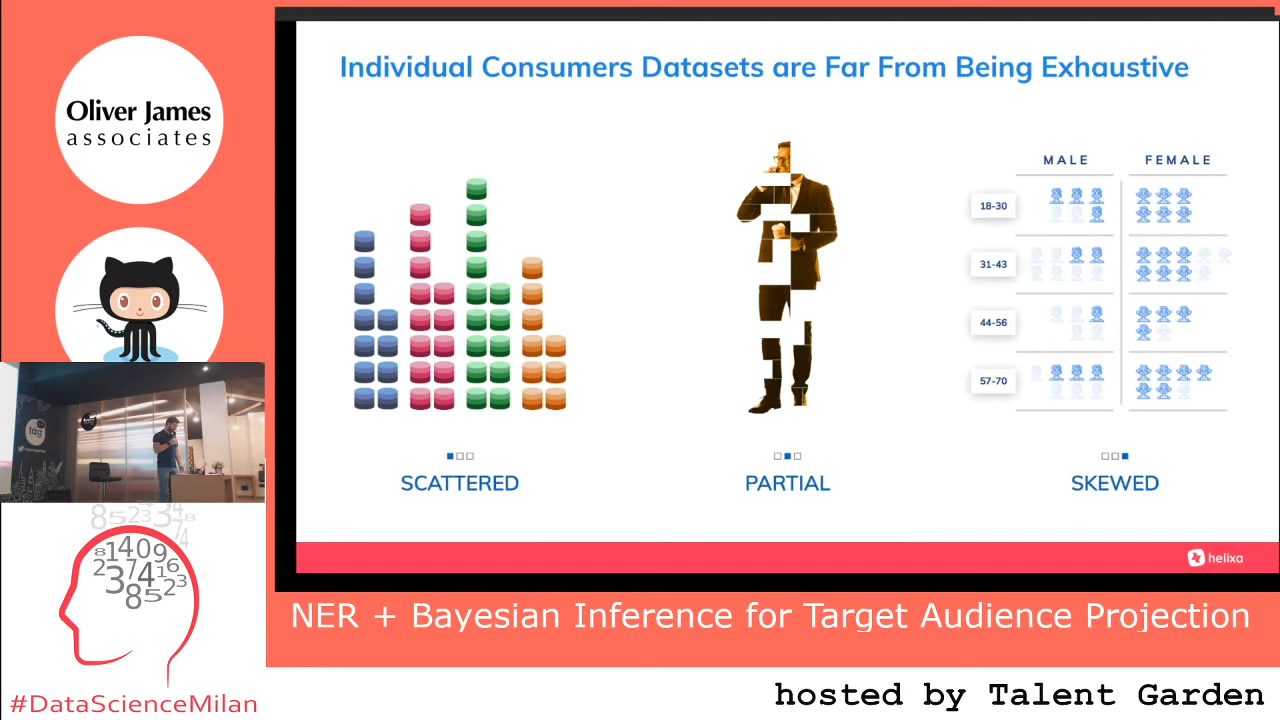 Oliver James
associates
Individual Consumers Datasets are Far From Being Exhaustive
MALE
FEMALE
18-30
31-43
44-56
57-70
SCATTERED
PARTIAL
SKEWED
helixa
tag
NER + Bayesian Inference for Target Audience Projection
#DataScienceMilan
hosted by Talent Garden